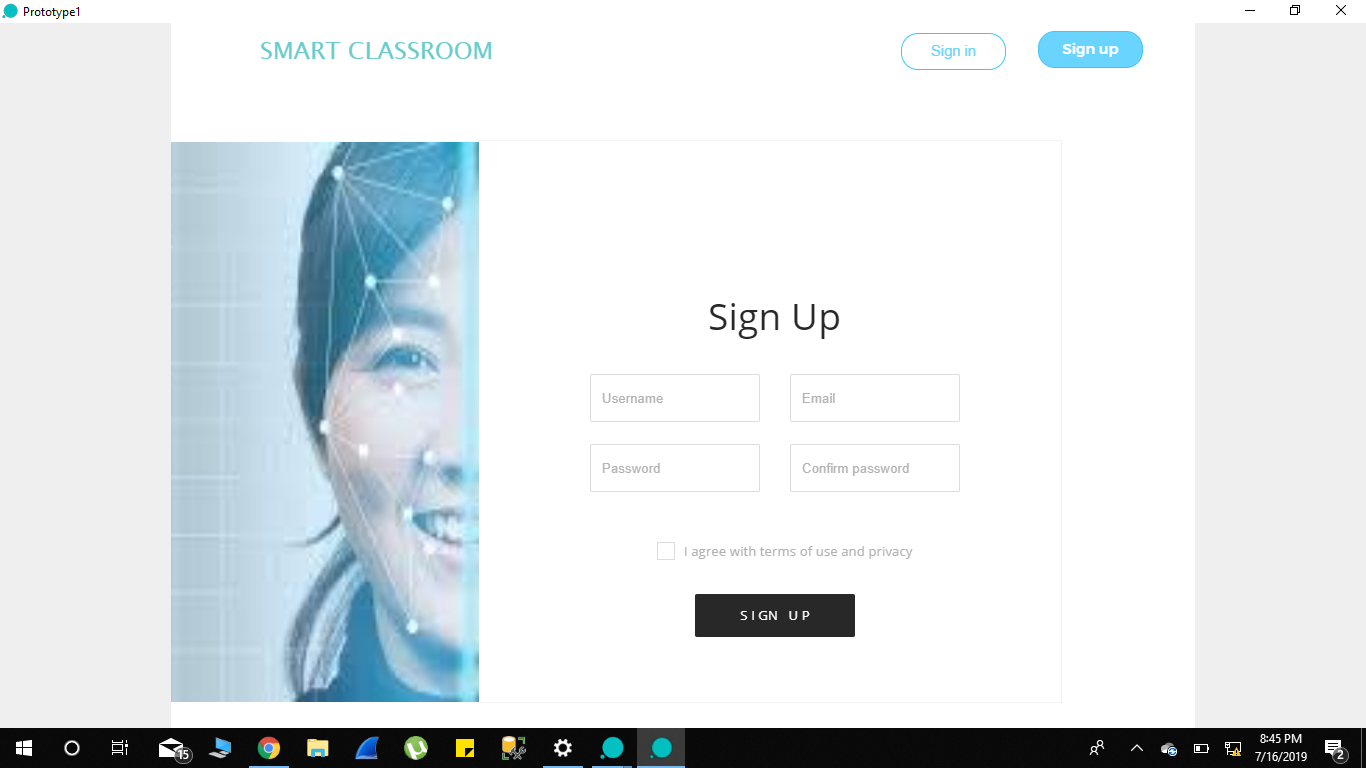 Prototype1
SMART CLASSROOM
Sign in
Sign up
Sign Up
Username
Email
Password
Confirm password
I agree with terms of use and privacy
SIGN UP
15
8:45 PM
7/16/2019
2